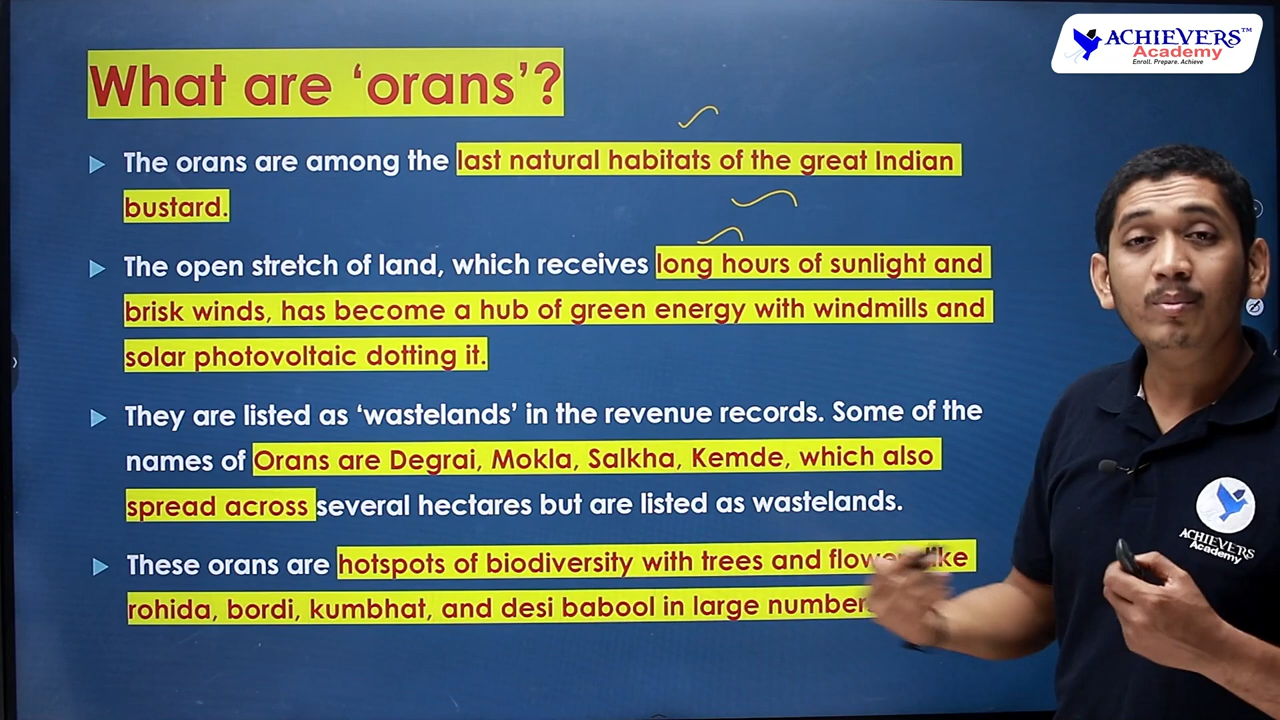 ACHIEVERS™
Academy
Enroll. Prepare. Achieve
What are ‘orans’?
The orans are among the last natural habitats of the great Indian
bustard.
The open stretch of land, which receives long hours of sunlight and
brisk winds, has become a hub of green energy with windmills and
solar photovoltaic dotting it.
They are listed as ‘wastelands’ in the revenue records. Some of the
names of Orans are Degrai, Mokla, Salkha, Kemde, which also
spread across several hectares but are listed as wastelands.
These orans are hotspots of biodiversity with trees and like
rohida, bordi, kumbhat, and desi babool in large
ACHIEVERS
Academy